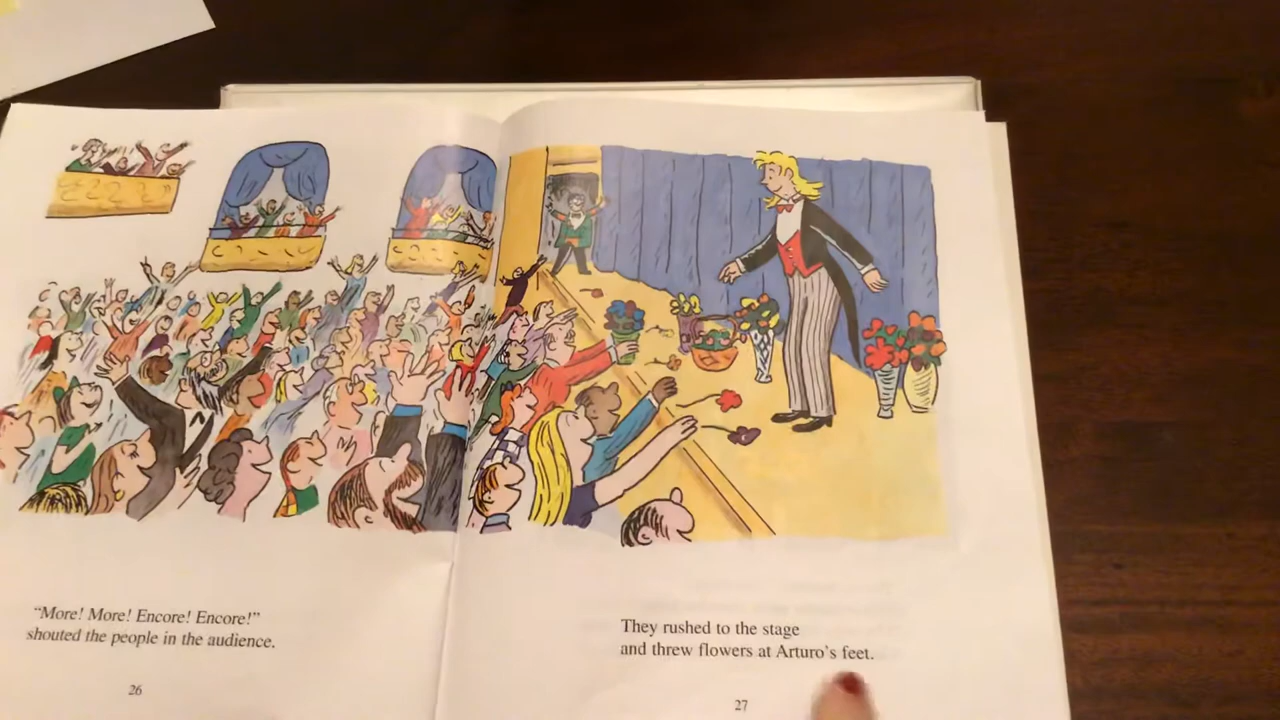 “More! More! Encore! Encore!”
shouted the people in the audience.
26
They rushed to the stage
and threw flowers at Arturo’s feet.
27